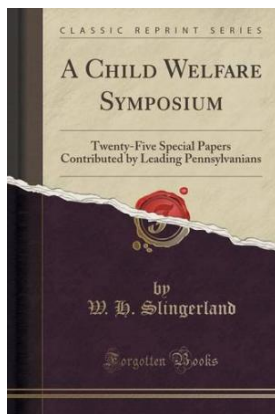 CLASSIC REPRINT SERIES
A CHILD WELFARE
SYMPOSIUM
Twenty-Five Special Papers
Contributed by Leading Pennsylvanians
by
W. H. Slingerland
Forgotten Books